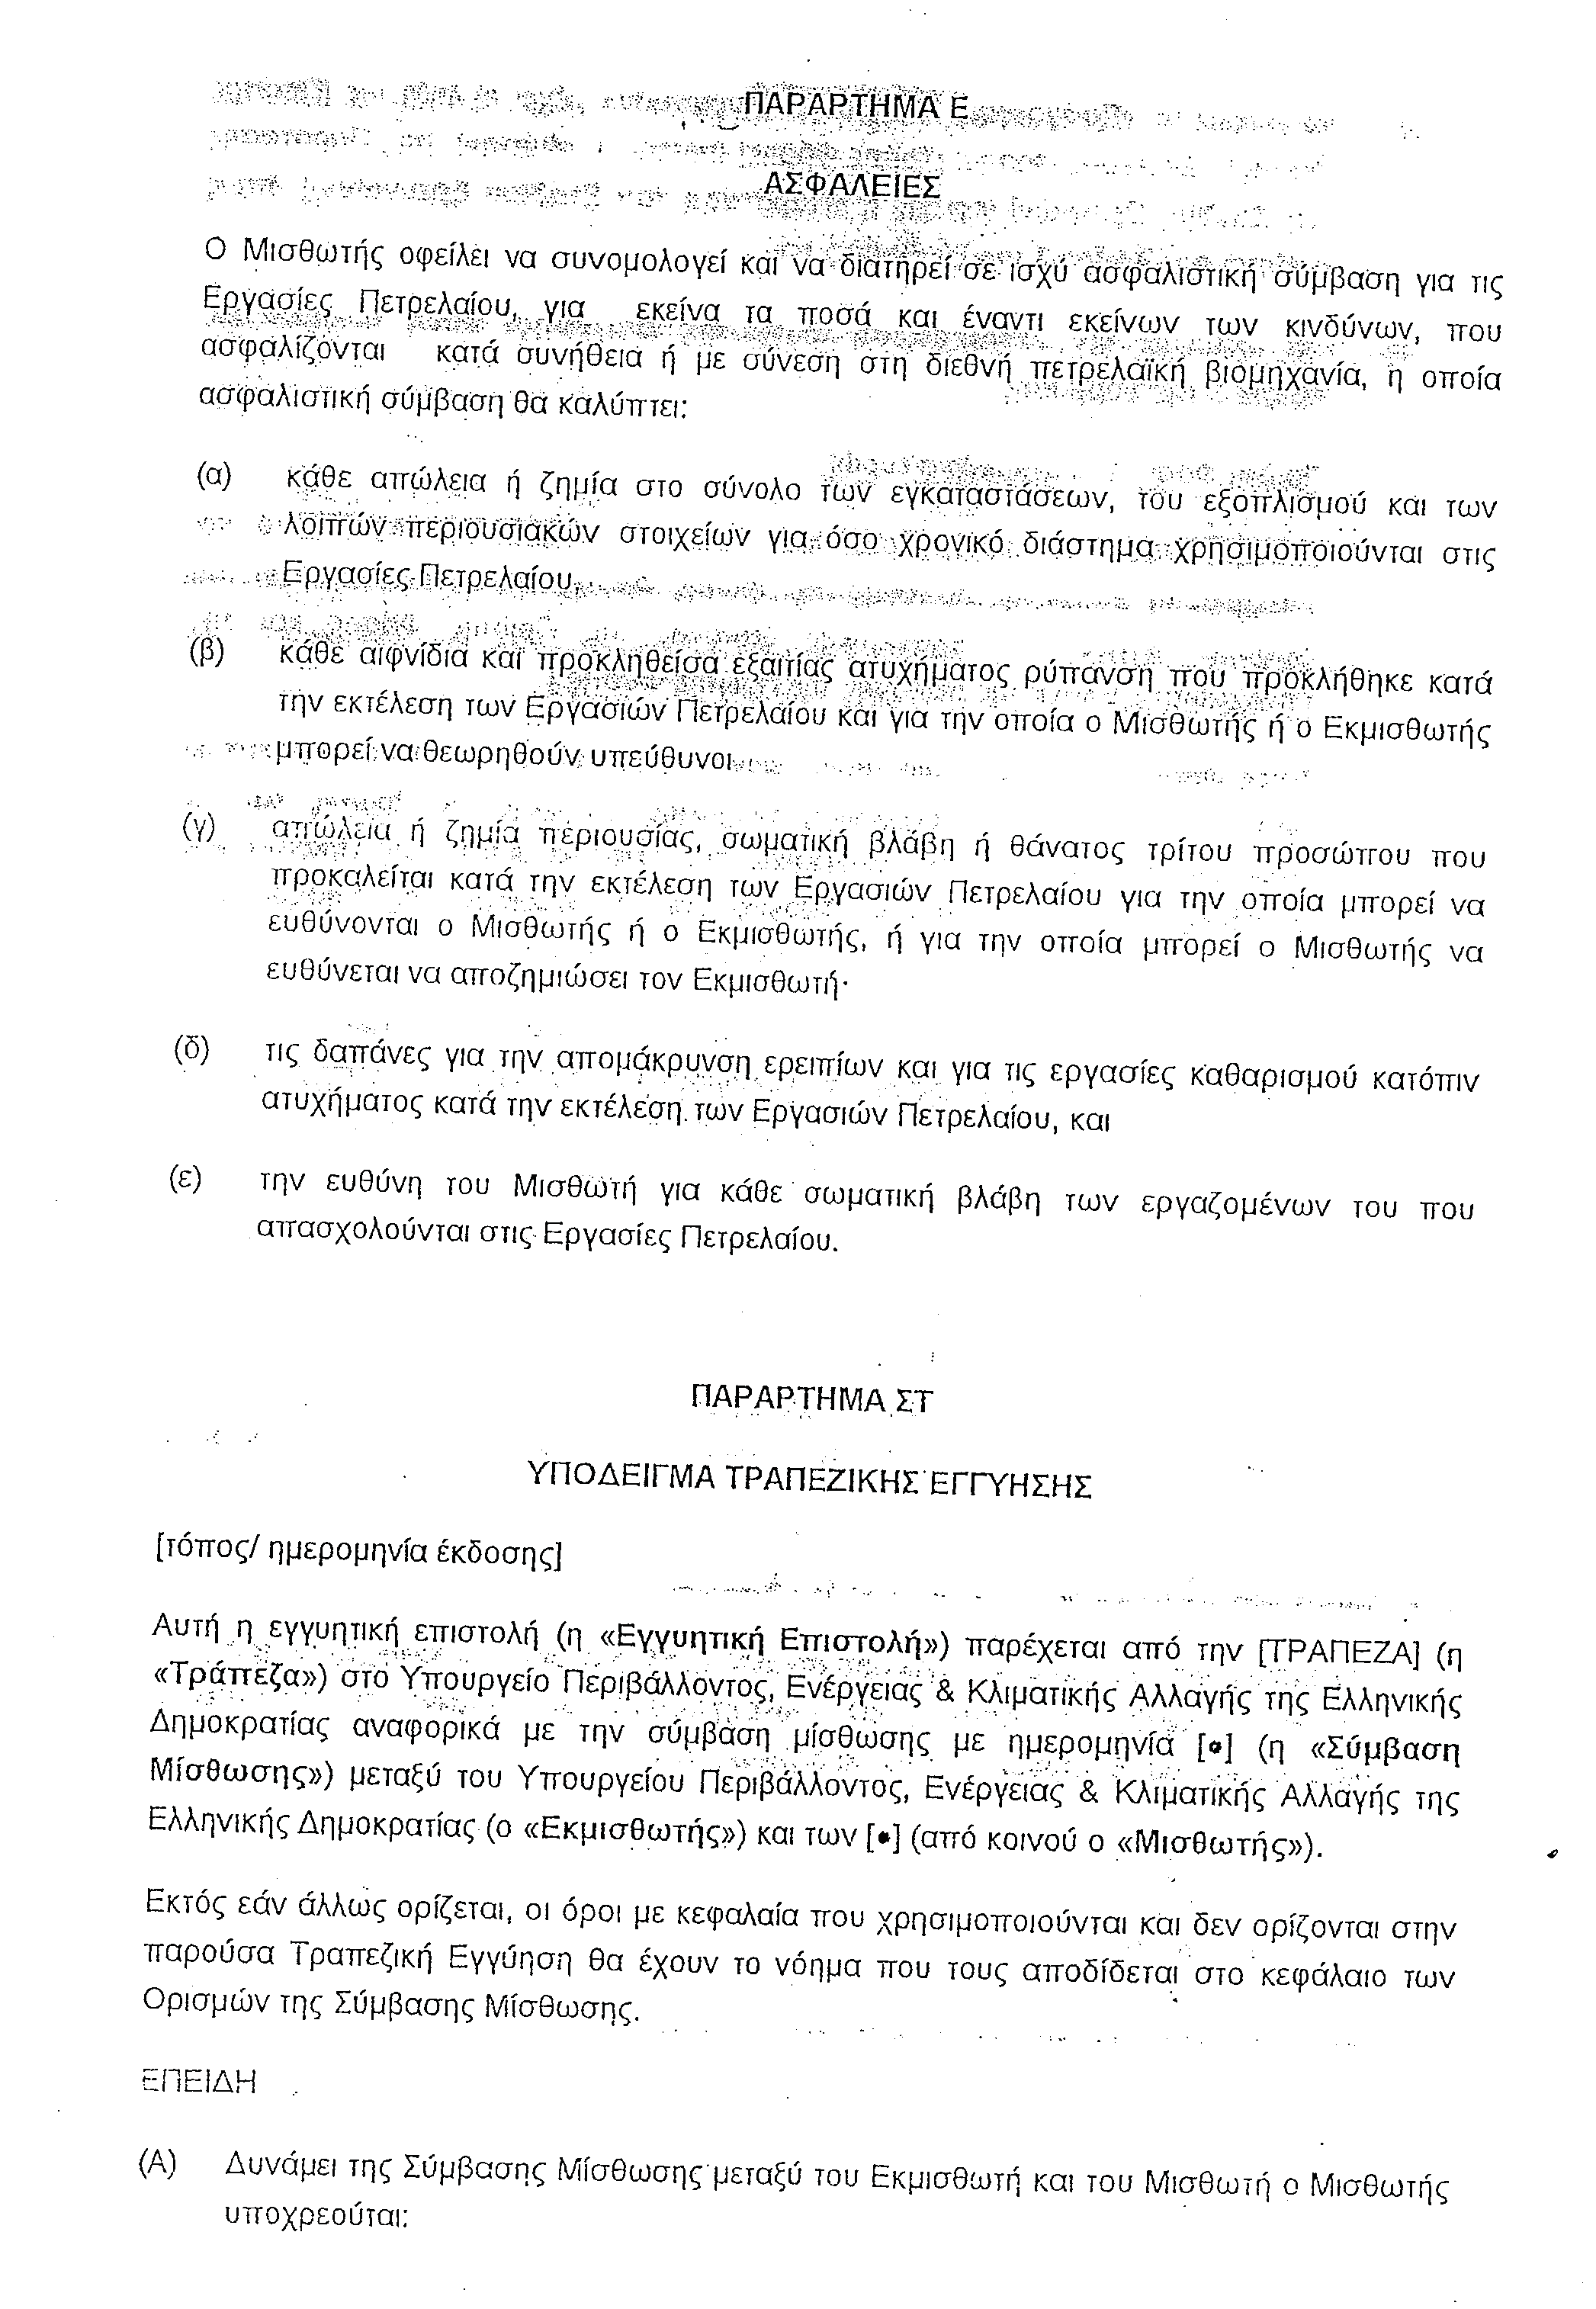 ΠΑΡΑΡΤΗΜΑ Ε
ΑΣΦΑΛΕΙΕΣ
Ο Μισθωτής οφείλει να συνομολογεί και να διατηρεί σε ισχύ ασφαλιστική σύμβαση για τις
Εργασίες Πετρελαίου, για εκείνα τα ποσά και έναντι εκείνων των κινδύνων, που
ασφαλίζονται κατά συνήθεια ή με σύνεση στη διεθνή πετρελαϊκή βιομηχανία, η οποία
ασφαλιστική σύμβαση θα καλύπτει:
(α) κάθε απώλεια ή ζημία στο σύνολο των εγκαταστάσεων, του εξοπλισμού και των
λοιπών περιουσιακών στοιχείων για όσο χρονικό διάστημα χρησιμοποιούνται στις
Εργασίες Πετρελαίου,
(β) κάθε αιφνίδια και προκληθείσα εξαιτίας ατυχήματος ρύπανση που προκλήθηκε κατά
την εκτέλεση των Εργασιών Πετρελαίου και για την οποία ο Μισθωτής ή ο Εκμισθωτής
μπορεί να θεωρηθούν υπεύθυνοι
(γ) απώλεια ή ζημία περιουσίας, σωματική βλάβη ή θάνατος τρίτου προσώπου που
προκαλείται κατά την εκτέλεση των Εργασιών Πετρελαίου για την οποία μπορεί να
ευθύνονται ο Μισθωτής ή ο Εκμισθωτής, ή για την οποία μπορεί ο Μισθωτής να
ευθύνεται να αποζημιώσει τον Εκμισθωτή·
(δ) τις δαπάνες για την απομάκρυνση ερειπίων και για τις εργασίες καθαρισμού κατόπιν
ατυχήματος κατά την εκτέλεση των Εργασιών Πετρελαίου, και
(ε) την ευθύνη του Μισθωτή για κάθε σωματική βλάβη των εργαζομένων του που
απασχολούνται στις Εργασίες Πετρελαίου.
ΠΑΡΑΡΤΗΜΑ ΣΤ
ΥΠΟΔΕΙΓΜΑ ΤΡΑΠΕΖΙΚΗΣ ΕΓΓΥΗΣΗΣ
[τόπος/ ημερομηνία έκδοσης]
Αυτή η εγγυητική επιστολή (η «Εγγυητική Επιστολή») παρέχεται από την [ΤΡΑΠΕΖΑ] (η
«Τράπεζα») στο Υπουργείο Περιβάλλοντος, Ενέργειας & Κλιματικής Αλλαγής της Ελληνικής
Δημοκρατίας αναφορικά με την σύμβαση μίσθωσης με ημερομηνία [•] (η «Σύμβαση
Μίσθωσης») μεταξύ του Υπουργείου Περιβάλλοντος, Ενέργειας & Κλιματικής Αλλαγής της
Ελληνικής Δημοκρατίας (ο «Εκμισθωτής») και των [•] (από κοινού ο «Μισθωτής»).
Εκτός εάν άλλως ορίζεται, οι όροι με κεφαλαία που χρησιμοποιούνται και δεν ορίζονται στην
παρούσα Τραπεζική Εγγύηση θα έχουν το νόημα που τους αποδίδεται στο κεφάλαιο των
Ορισμών της Σύμβασης Μίσθωσης.
ΕΠΕΙΔΗ
(Α) Δυνάμει της Σύμβασης Μίσθωσης μεταξύ του Εκμισθωτή και του Μισθωτή ο Μισθωτής
υποχρεούται: